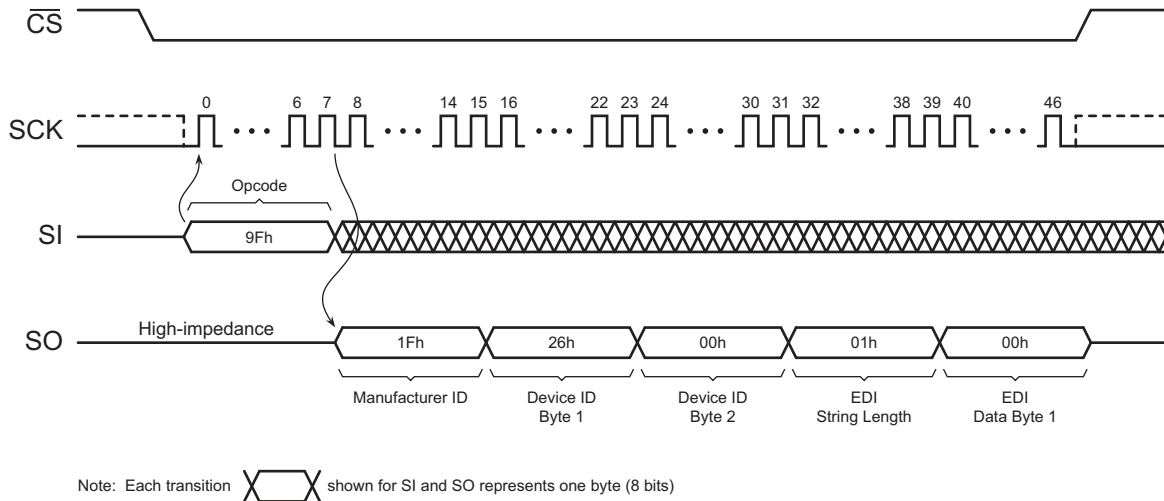 CS
0 6 7 8 14 15 16 22 23 24 30 31 32 38 39 40 46
SCK
Opcode
SI
9Fh
High-impedance
SO
1Fh 26h 00h 01h 00h
Manufacturer ID Device ID Device ID EDI EDI
Byte 1 Byte 2 String Length Data Byte 1
Note: Each transition shown for SI and SO represents one byte (8 bits)